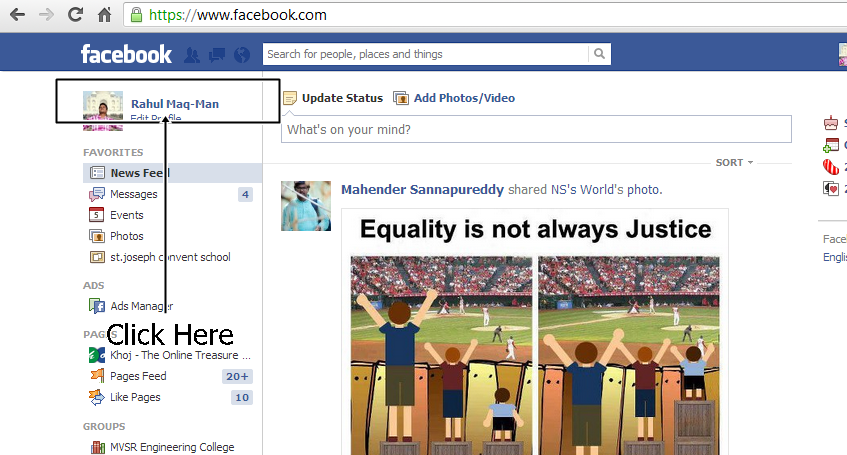 https://www.facebook.com
facebook
Search for people, places and things
Rahul Maq-Man
Edit Profile
FAVORITES
News Feed
Messages 4
Events
5
Photos
st.joseph convent school
ADS
Ads Manager
Click Here
PAGES
Khoj - The Online Treasure ...
Pages Feed 20+
Like Pages 10
GROUPS
MVSR Engineering College
Update Status
Add Photos/Video
What's on your mind?
SORT
Mahender Sannapureddy shared NS's World's photo.
Equality is not always Justice
Englis